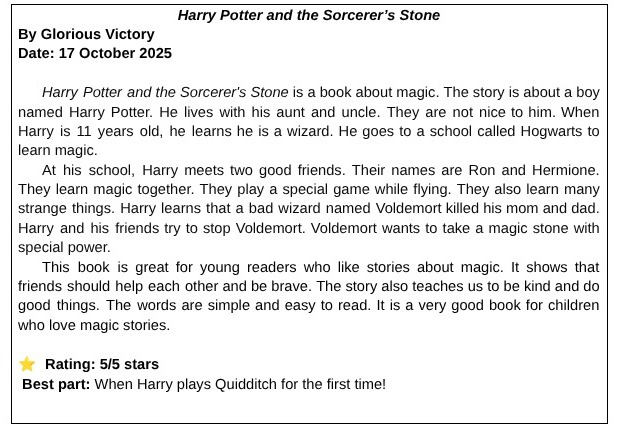 Harry Potter and the Sorcerer's Stone
By Glorious Victory
Date: 17 October 2025
Harry Potter and the Sorcerer's Stone is a book about magic. The story is about a boy
named Harry Potter. He lives with his aunt and uncle. They are not nice to him. When
Harry is 11 years old, he learns he is a wizard. He goes to a school called Hogwarts to
learn magic.
At his school, Harry meets two good friends. Their names are Ron and Hermione.
They learn magic together. They play a special game while flying. They also learn many
strange things. Harry learns that a bad wizard named Voldemort killed his mom and dad.
Harry and his friends try to stop Voldemort. Voldemort wants to take a magic stone with
special power.
This book is great for young readers who like stories about magic. It shows that
friends should help each other and be brave. The story also teaches us to be kind and do
good things. The words are simple and easy to read. It is a very good book for children
who love magic stories.
⭐ Rating: 5/5 stars
Best part: When Harry plays Quidditch for the first time!